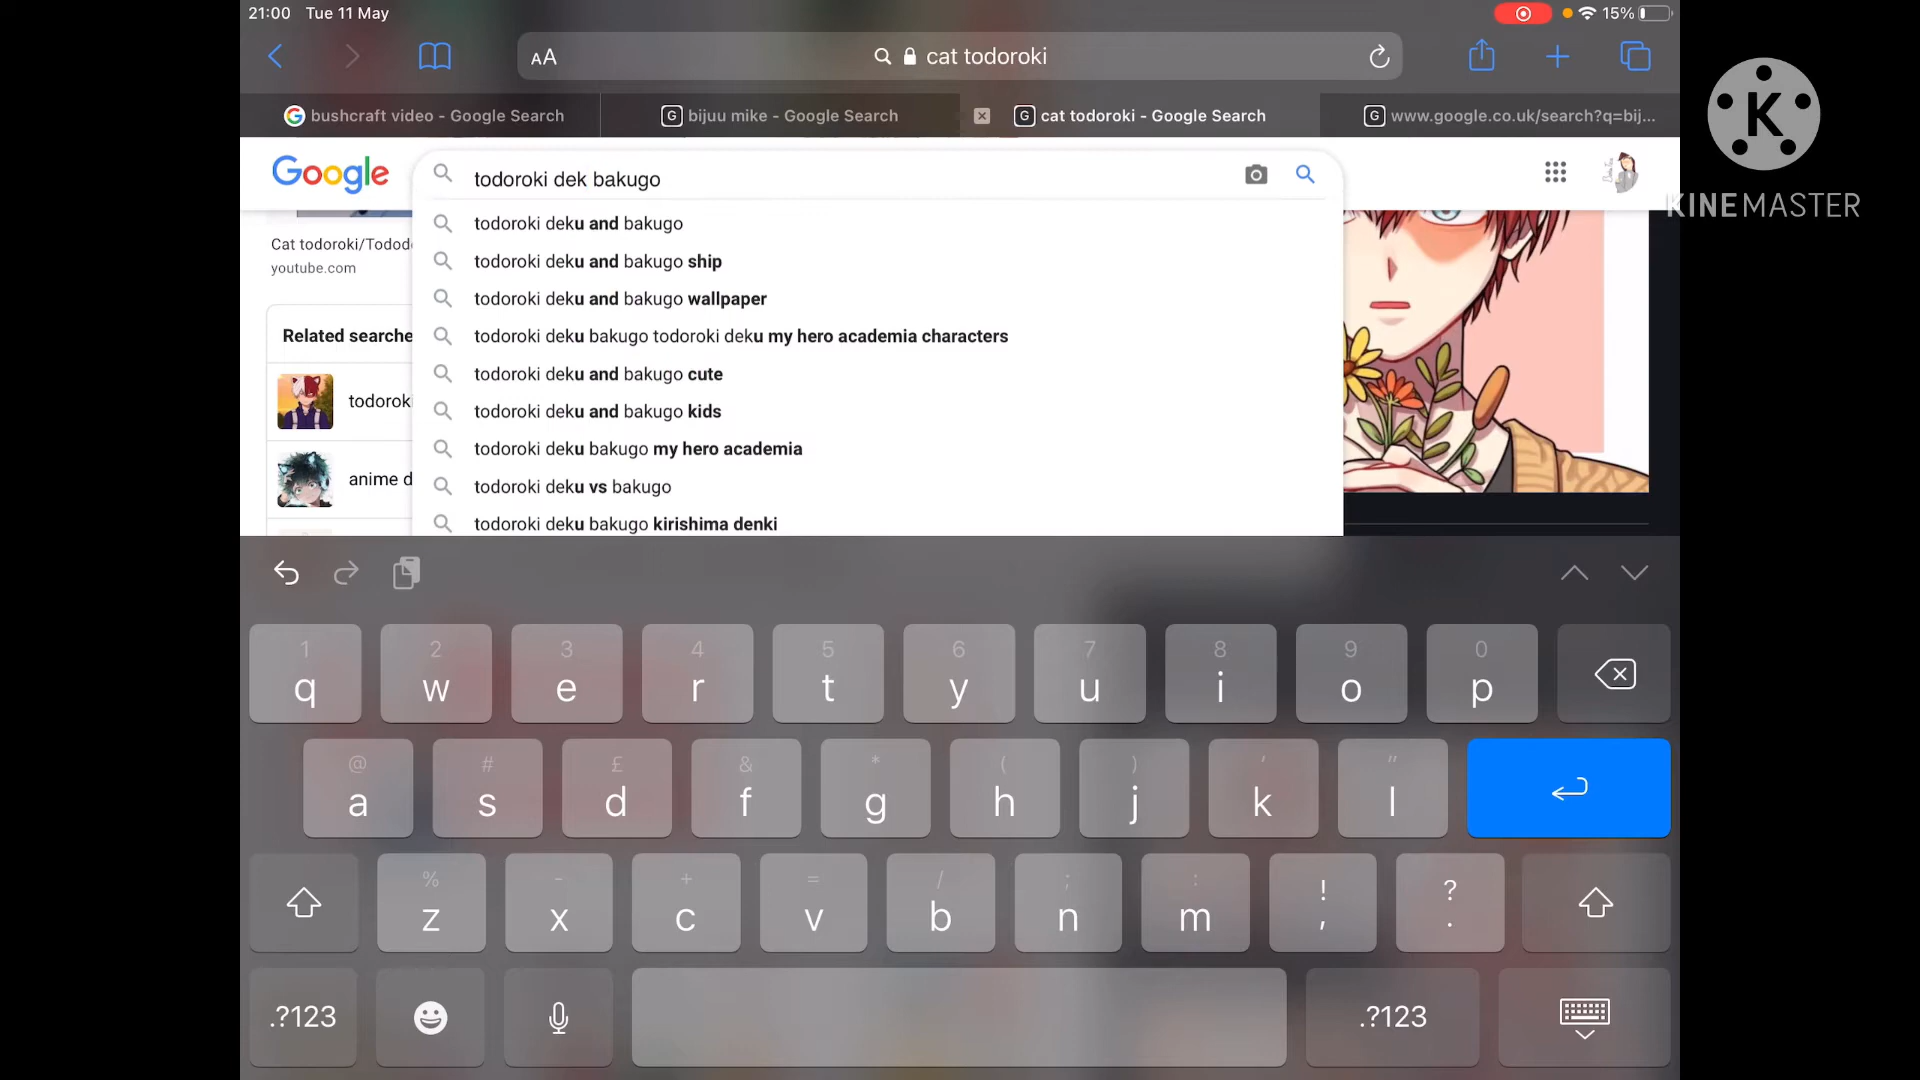 21:00 Tue 11 May
15%
AA
cat todoroki
bushcraft video - Google Search
bijuu mike - Google Search
cat todoroki - Google Search
www.google.co.uk/search?q=bij...
K
KINEMASTER
Google
todoroki dek bakugo
todoroki deku and bakugo
todoroki deku and bakugo ship
todoroki deku and bakugo wallpaper
todoroki deku bakugo todoroki deku my hero academia characters
todoroki deku and bakugo cute
todoroki deku and bakugo kids
todoroki deku bakugo my hero academia
todoroki deku vs bakugo
todoroki deku bakugo kirishima denki
Cat todoroki/Todod
youtube.com
Related searche
todoroki
anime d
1 2 3 4 5 6 7 8 9 0
q w e r t y u i o p
@ # £ & * ( ) ' "
a s d f g h j k l
% - + = / ; : ! ?
z x c v b n m , .
.?123 .?123